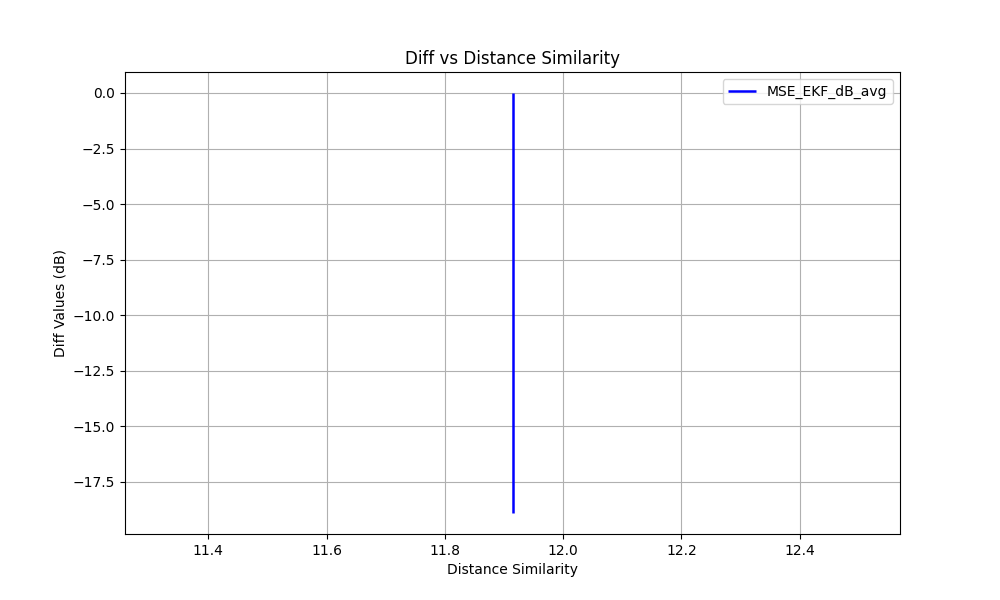 Diff vs Distance Similarity
MSE_EKF_dB_avg
Diff Values (dB)
0.0
−2.5
−5.0
−7.5
−10.0
−12.5
−15.0
−17.5
11.4 11.6 11.8 12.0 12.2 12.4
Distance Similarity